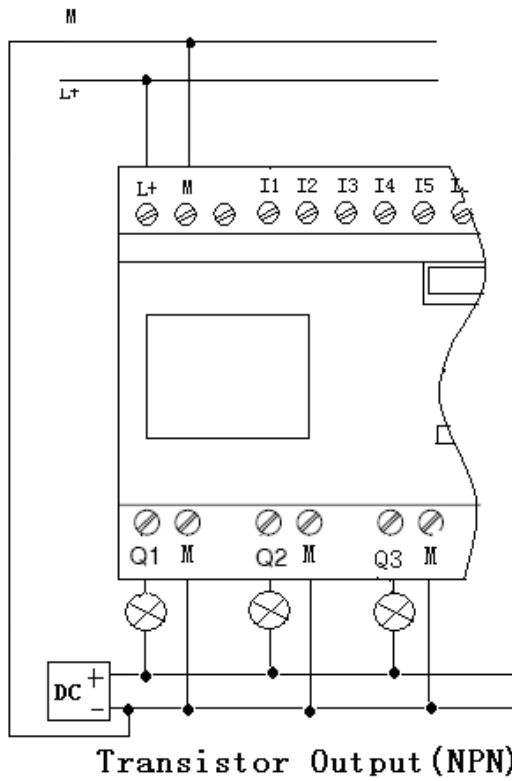 M
L+
L+ M I1 I2 I3 I4 I5
Q1 M Q2 M Q3 M
DC + −
Transistor Output(NPN)